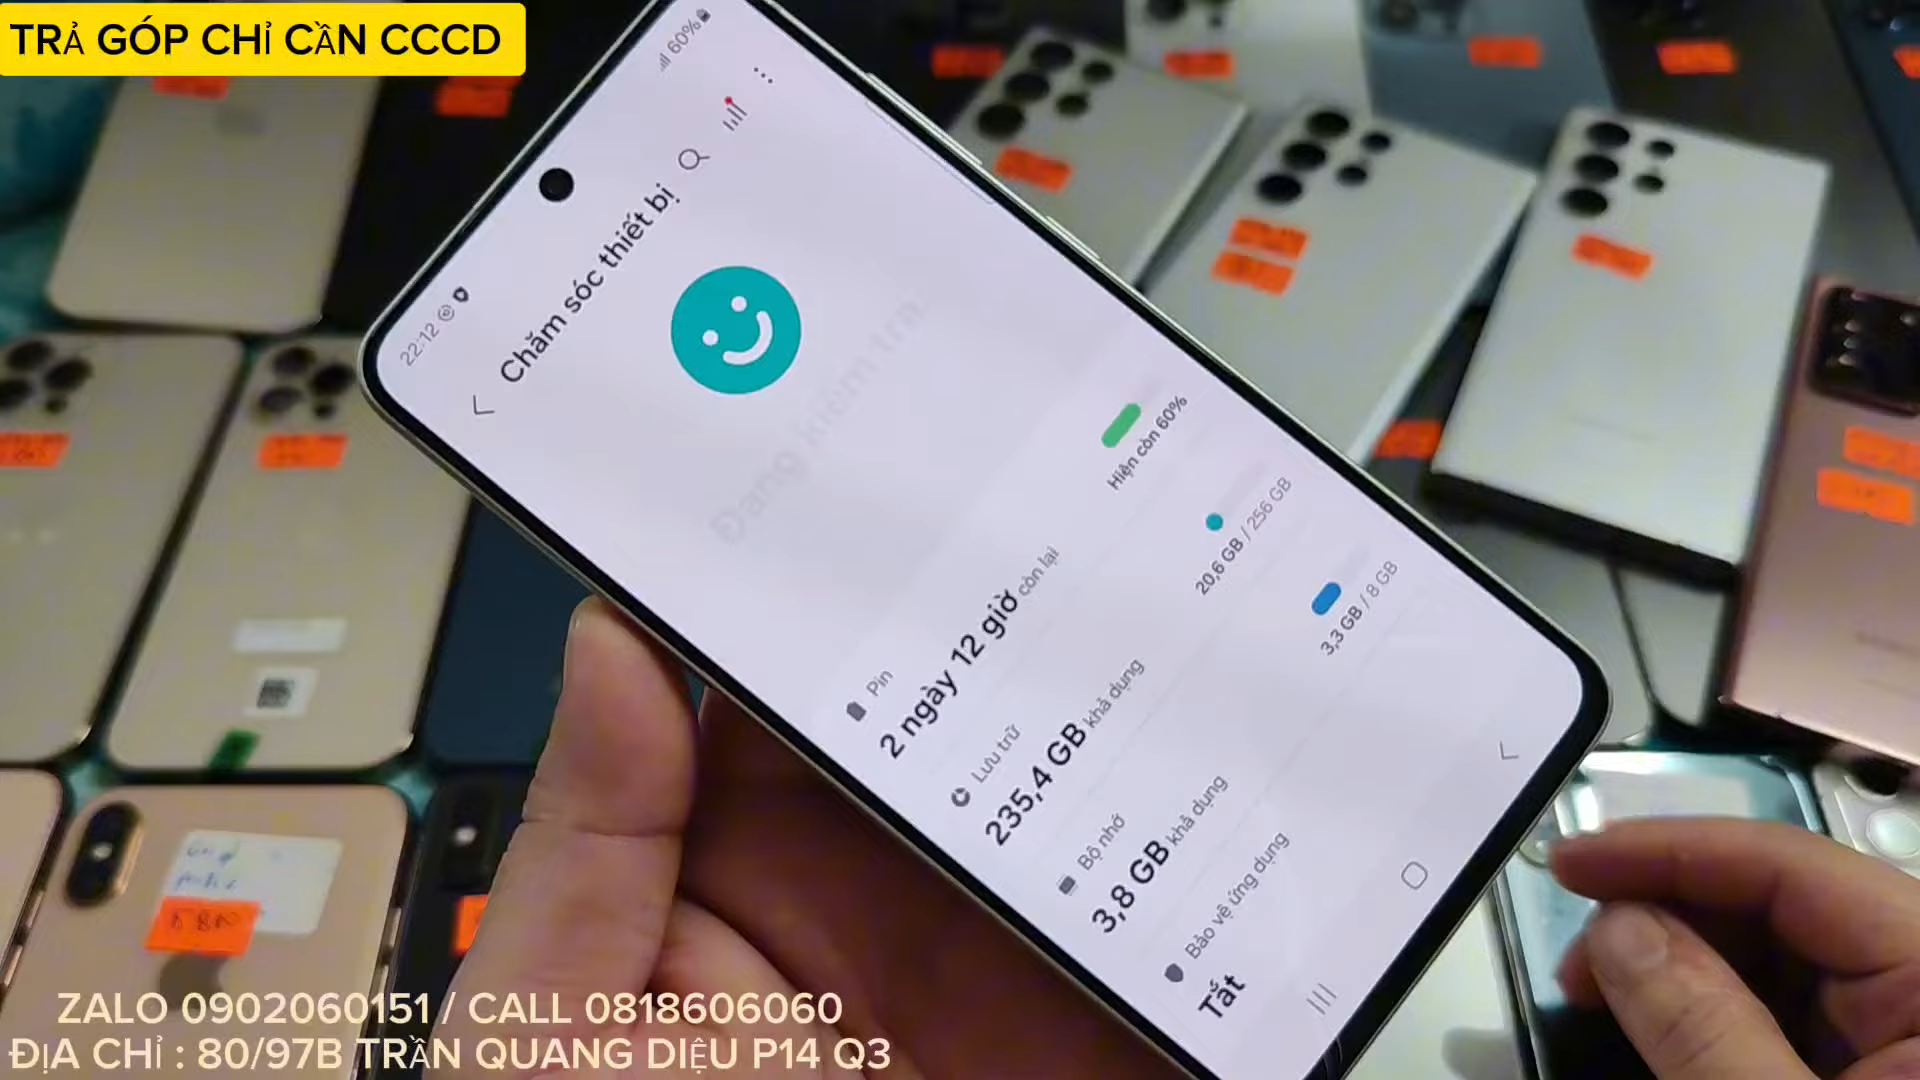 TRẢ GÓP CHỈ CẦN CCCD
22:12
60%
Chăm sóc thiết bị
Đang kiểm tra
Pin
2 ngày 12 giờ còn lại
Hiện còn 60%
Lưu trữ
235,4 GB khả dụng
20,6 GB / 256 GB
Bộ nhớ
3,8 GB khả dụng
3,3 GB / 8 GB
Bảo vệ ứng dụng
Tắt
ZALO 0902060151 / CALL 0818606060
ĐỊA CHỈ : 80/97B TRẦN QUANG DIỆU P14 Q3